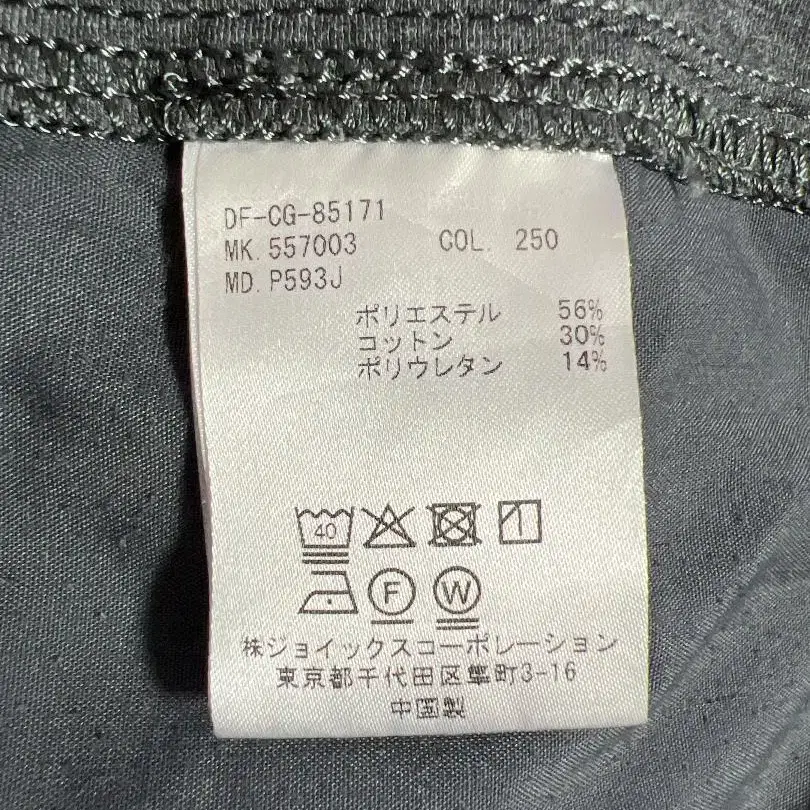 DF-CG-85171
MK.557003 COL. 250
MD.P593J
ポリエステル 56%
コットン 30%
ポリウレタン 14%
40
F W
株ジョイックスコーポレーション
東京都千代田区隼町3-16
中国製